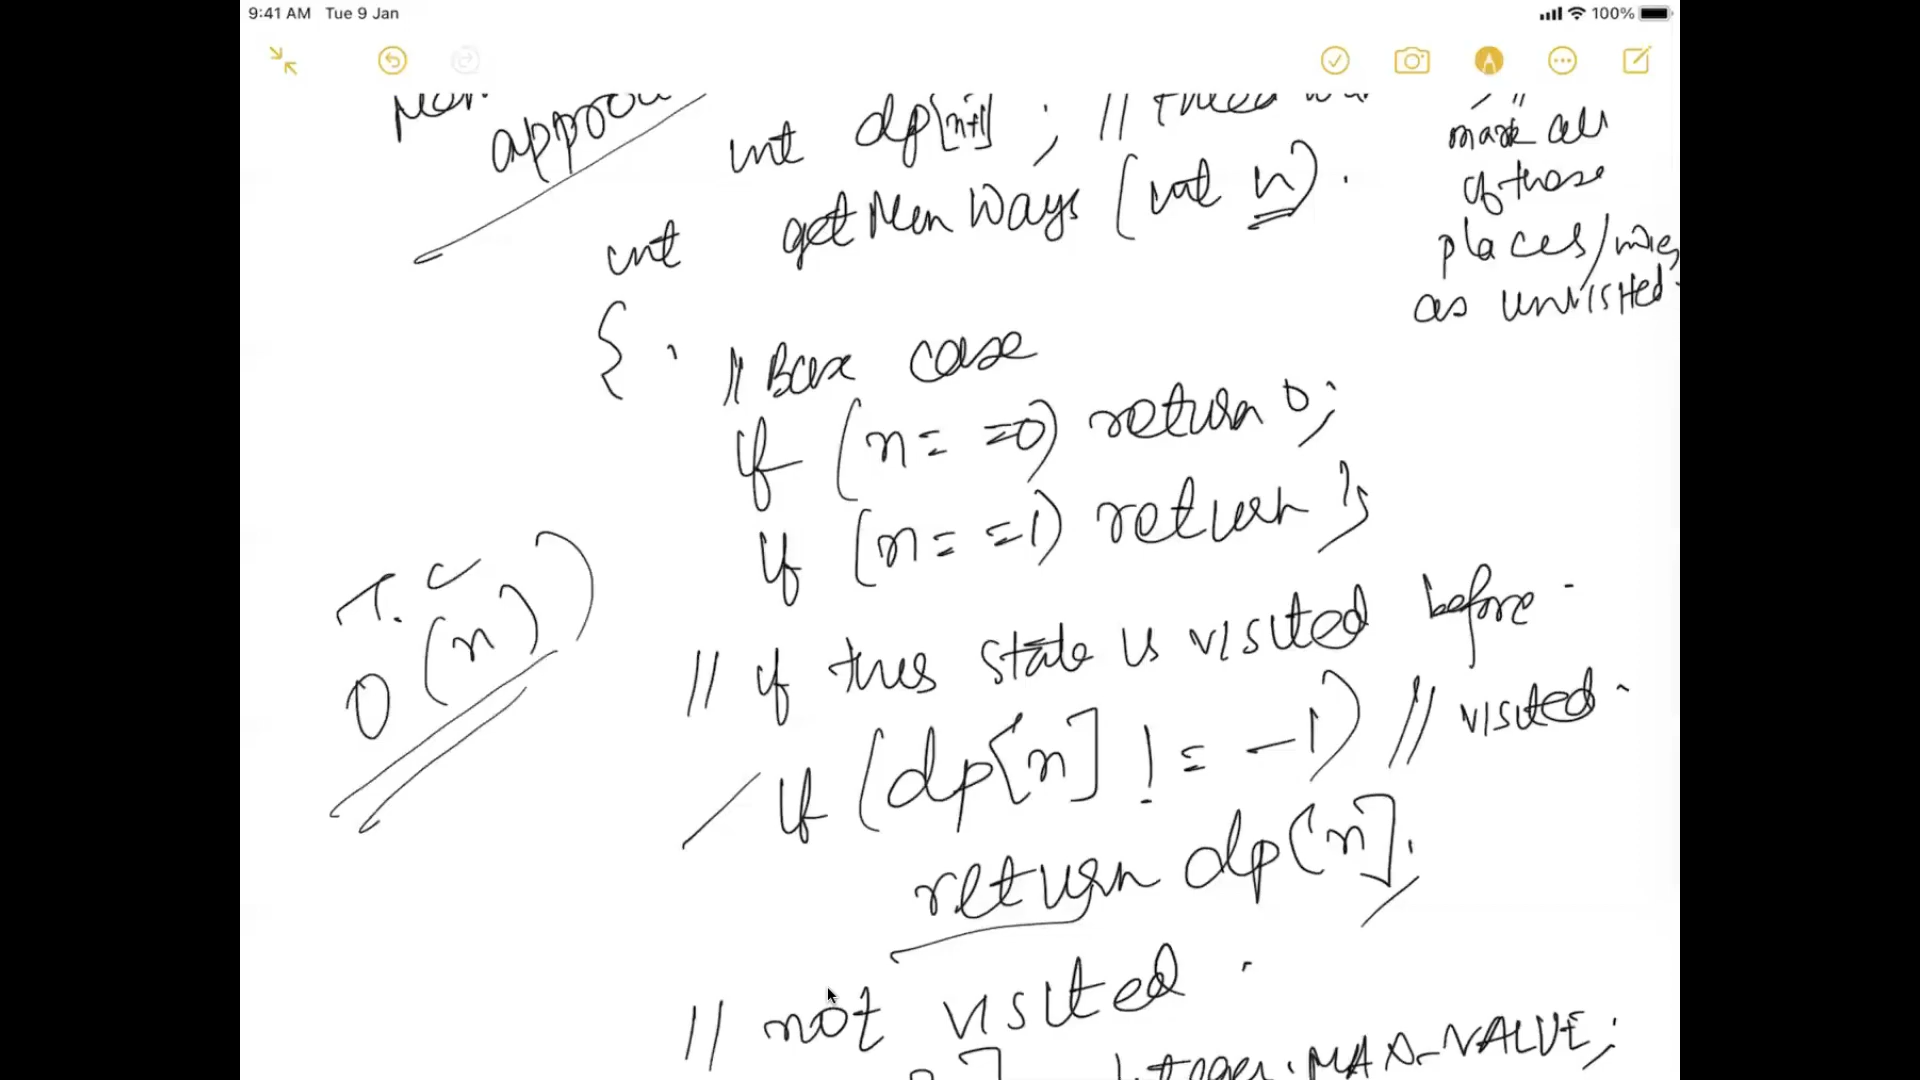 9:41 AM Tue 9 Jan 100%
int dp[n+1] ; //
mark all
of those
int getMinWays (int n)
places/
as unvisited.
{
// Base case
if (n= =0) return 0;
if (n= =1) return 1;
T. C
O (n)
// if this state is visited before
if (dp[n] != -1) // visited
return dp[n].
// not visited
Integer.MAX_VALUE;